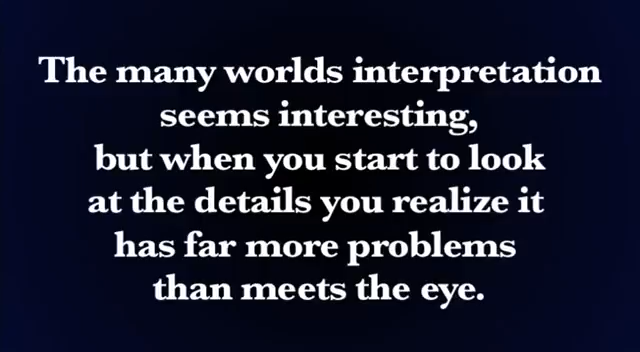 The many worlds interpretation
seems interesting,
but when you start to look
at the details you realize it
has far more problems
than meets the eye.